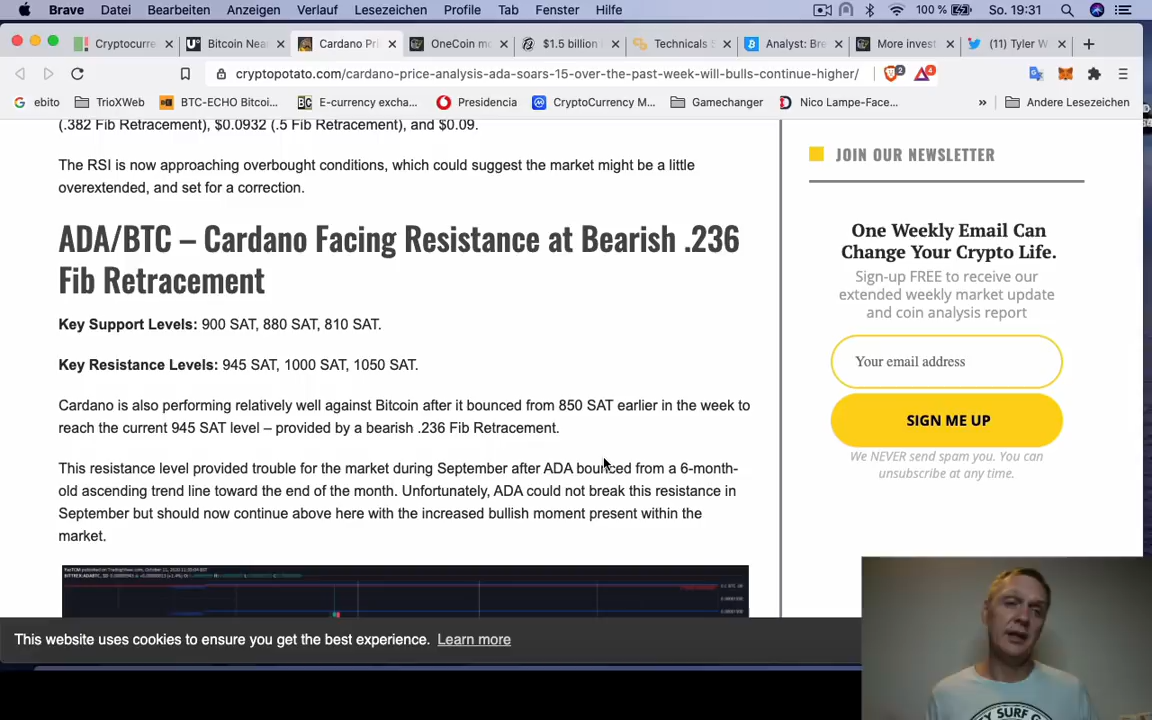 Brave Datei Bearbeiten Anzeigen Verlauf Lesezeichen Profile Tab Fenster Hilfe 100 % So. 19:31
Cryptocurre Bitcoin Nea Cardano Pri OneCoin m $1.5 billion Technicals S Analyst: Bre More invest (11) Tyler W
cryptopotato.com/cardano-price-analysis-ada-soars-15-over-the-past-week-will-bulls-continue-higher/ 2 4
ebito TrioXWeb BTC-ECHO Bitcoi... E-currency excha... Presidencia CryptoCurrency M... Gamechanger Nico Lampe-Face... » Andere Lesezeichen
(.382 Fib Retracement), $0.0932 (.5 Fib Retracement), and $0.09.
The RSI is now approaching overbought conditions, which could suggest the market might be a little
overextended, and set for a correction.
ADA/BTC – Cardano Facing Resistance at Bearish .236
Fib Retracement
Key Support Levels: 900 SAT, 880 SAT, 810 SAT.
Key Resistance Levels: 945 SAT, 1000 SAT, 1050 SAT.
Cardano is also performing relatively well against Bitcoin after it bounced from 850 SAT earlier in the week to
reach the current 945 SAT level – provided by a bearish .236 Fib Retracement.
This resistance level provided trouble for the market during September after ADA bounced from a 6-month-
old ascending trend line toward the end of the month. Unfortunately, ADA could not break this resistance in
September but should now continue above here with the increased bullish moment present within the
market.
JOIN OUR NEWSLETTER
One Weekly Email Can
Change Your Crypto Life.
Sign-up FREE to receive our
extended weekly market update
and coin analysis report
Your email address
SIGN ME UP
We NEVER send spam you. You can
unsubscribe at any time.
This website uses cookies to ensure you get the best experience. Learn more